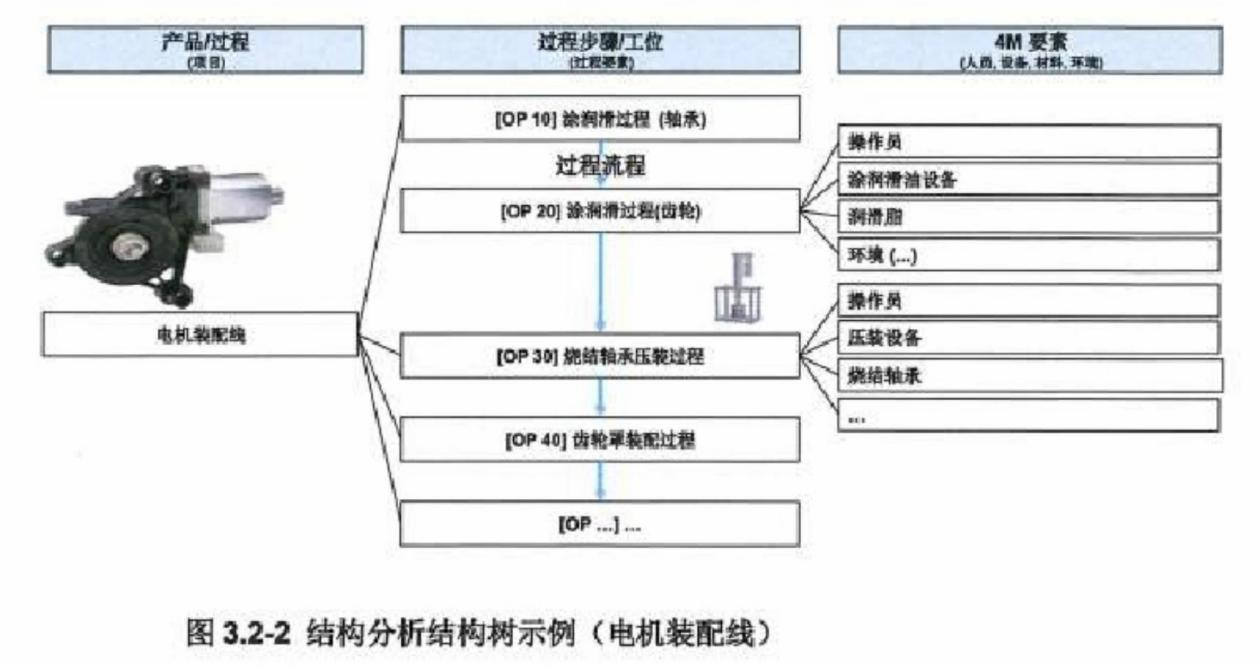 产品/过程
(项目)
过程步骤/工位
(过程要素)
4M 要素
(人员, 设备, 材料, 环境)
[OP 10] 涂润滑过程 (轴承)
过程流程
[OP 20] 涂润滑过程(齿轮)
操作员
涂润滑油设备
润滑脂
环境 (...)
电机装配线
[OP 30] 烧结轴承压装过程
操作员
压装设备
烧结轴承
...
[OP 40] 齿轮罩装配过程
[OP ...] ...
图 3.2-2 结构分析结构树示例（电机装配线）